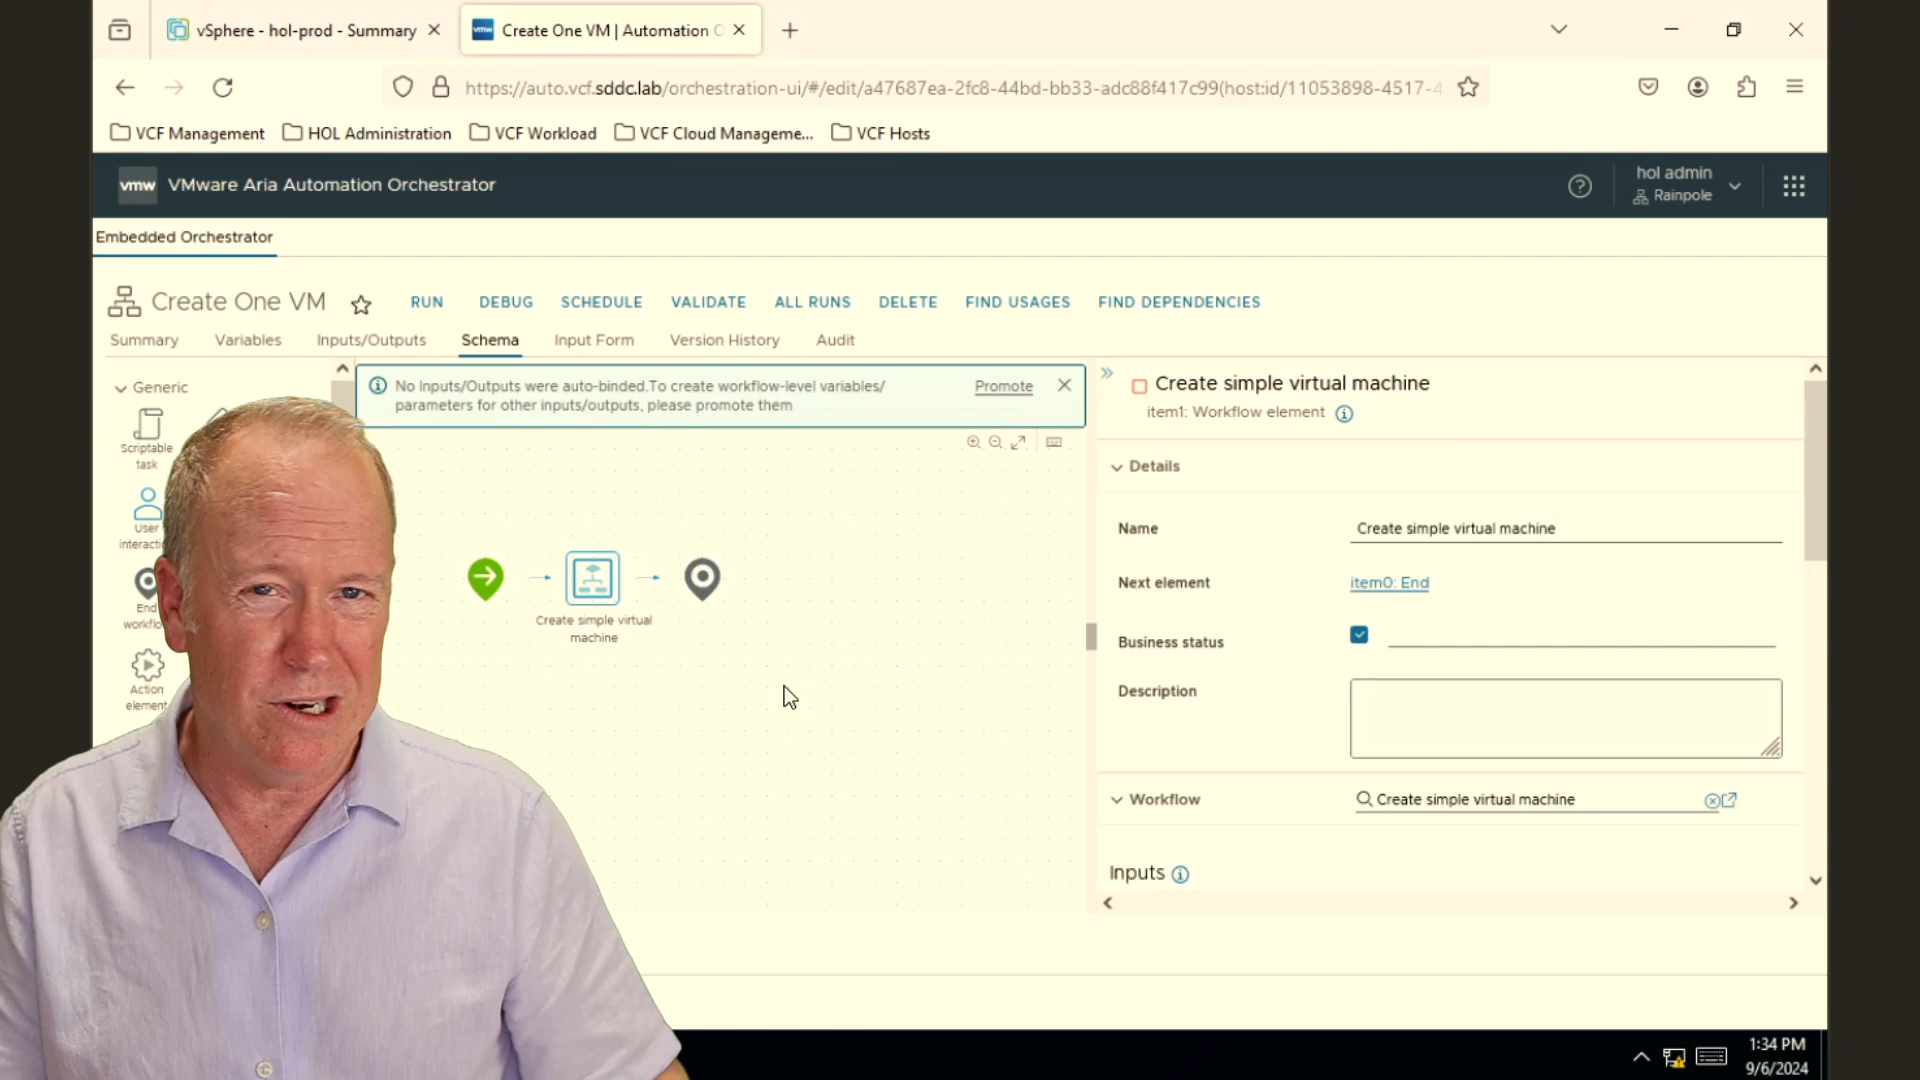 vSphere - hol-prod - Summary
Create One VM | Automation O
https://auto.vcf.sddc.lab/orchestration-ui/#/edit/a47687ea-2fc8-44bd-bb33-adc88f417c99(host:id/11053898-4517-4
VCF Management HOL Administration VCF Workload VCF Cloud Manageme... VCF Hosts
vmw VMware Aria Automation Orchestrator
hol admin
Rainpole
Embedded Orchestrator
Create One VM RUN DEBUG SCHEDULE VALIDATE ALL RUNS DELETE FIND USAGES FIND DEPENDENCIES
Summary Variables Inputs/Outputs Schema Input Form Version History Audit
Generic
Scriptable
task
User
interactio
End
workflo
Action
element
No Inputs/Outputs were auto-binded.To create workflow-level variables/
parameters for other inputs/outputs, please promote them
Promote
Create simple virtual
machine
Create simple virtual machine
item1: Workflow element
Details
Name Create simple virtual machine
Next element item0: End
Business status
Description
Workflow Create simple virtual machine
Inputs
1:34 PM
9/6/2024